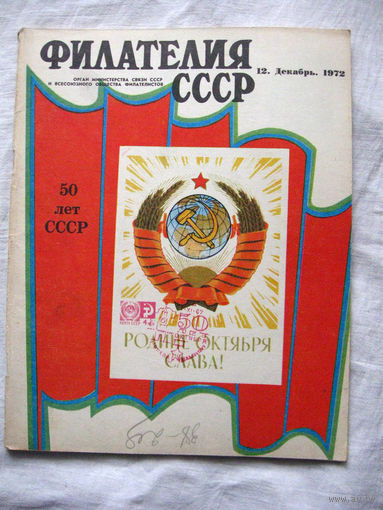 ФИЛАТЕЛИЯ
СССР
ОРГАН МИНИСТЕРСТВА СВЯЗИ СССР
И ВСЕСОЮЗНОГО ОБЩЕСТВА ФИЛАТЕЛИСТОВ
12. Декабрь. 1972
50
лет
СССР
50
РОДИНЕ ОКТЯБРЯ
СЛАВА!